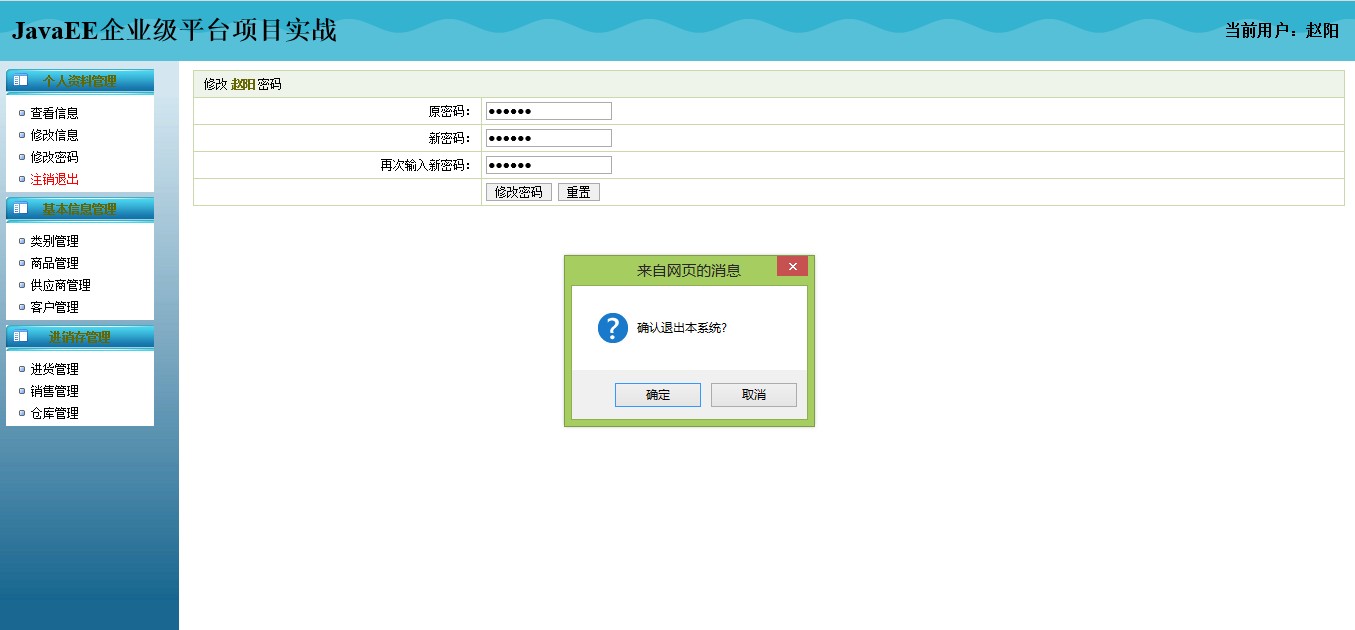 JavaEE企业级平台项目实战
当前用户：赵阳
个人资料管理
查看信息
修改信息
修改密码
注销退出
基本信息管理
类别管理
商品管理
供应商管理
客户管理
进销存管理
进货管理
销售管理
仓库管理
修改 赵阳 密码
原密码： ●●●●●●
新密码： ●●●●●●
再次输入新密码： ●●●●●●
修改密码 重置
来自网页的消息
确认退出本系统?
确定 取消